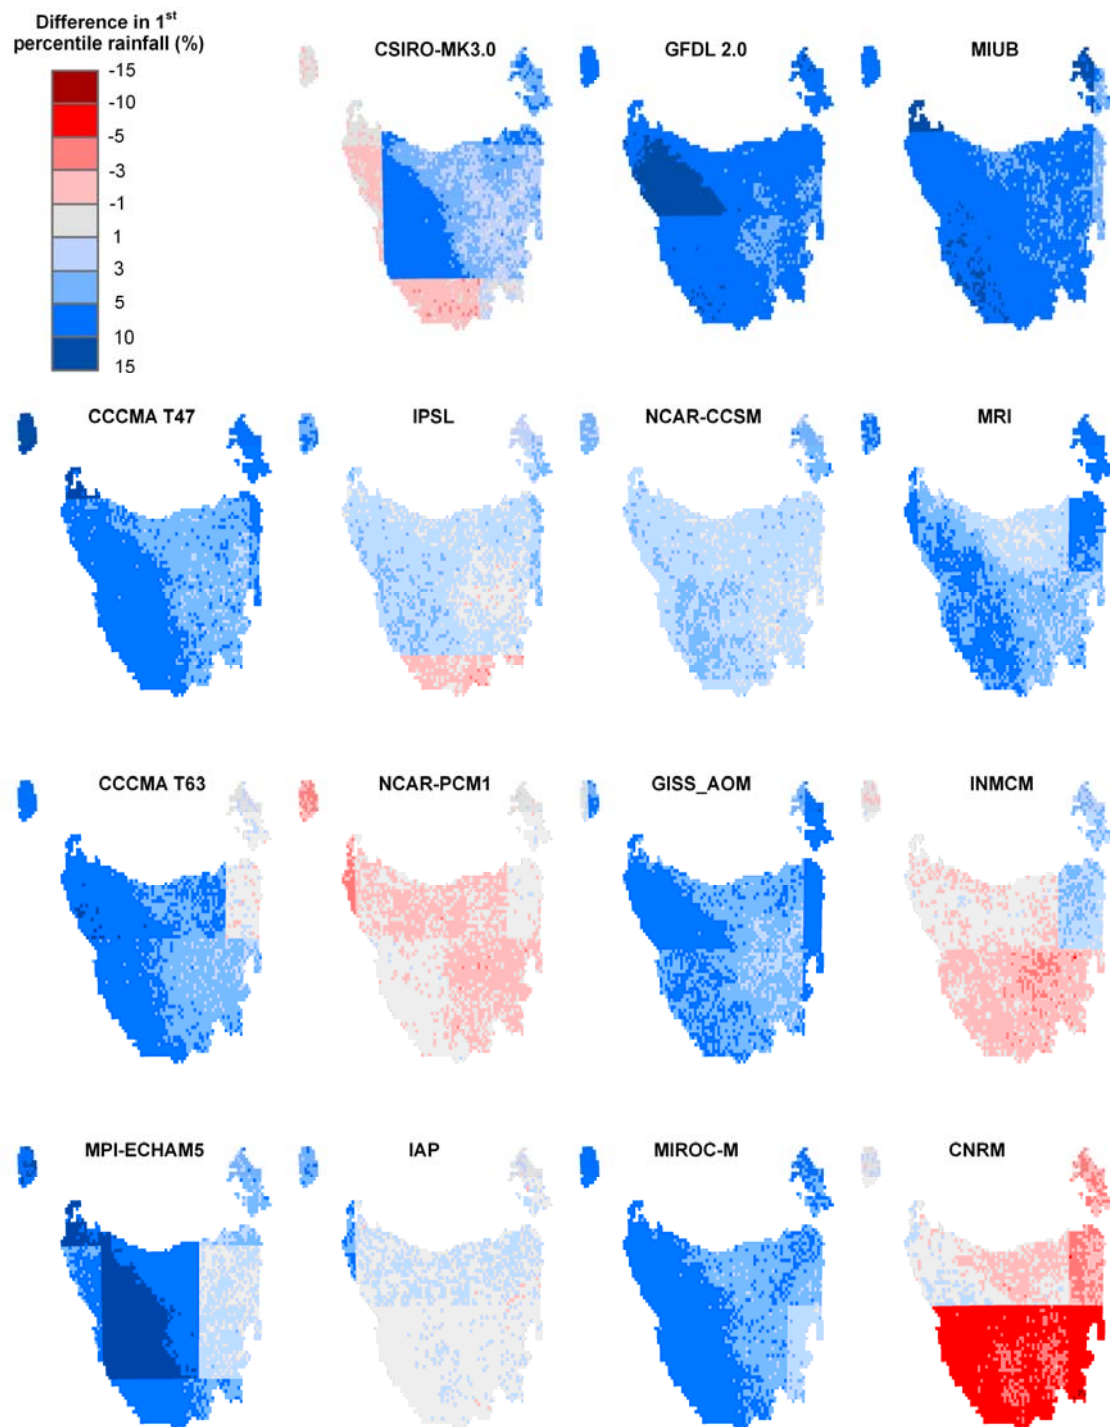 Difference in 1st
percentile rainfall (%)
-15
-10
-5
-3
-1
1
3
5
10
15
CSIRO-MK3.0
GFDL 2.0
MIUB
CCCMA T47
IPSL
NCAR-CCSM
MRI
CCCMA T63
NCAR-PCM1
GISS_AOM
INMCM
MPI-ECHAM5
IAP
MIROC-M
CNRM